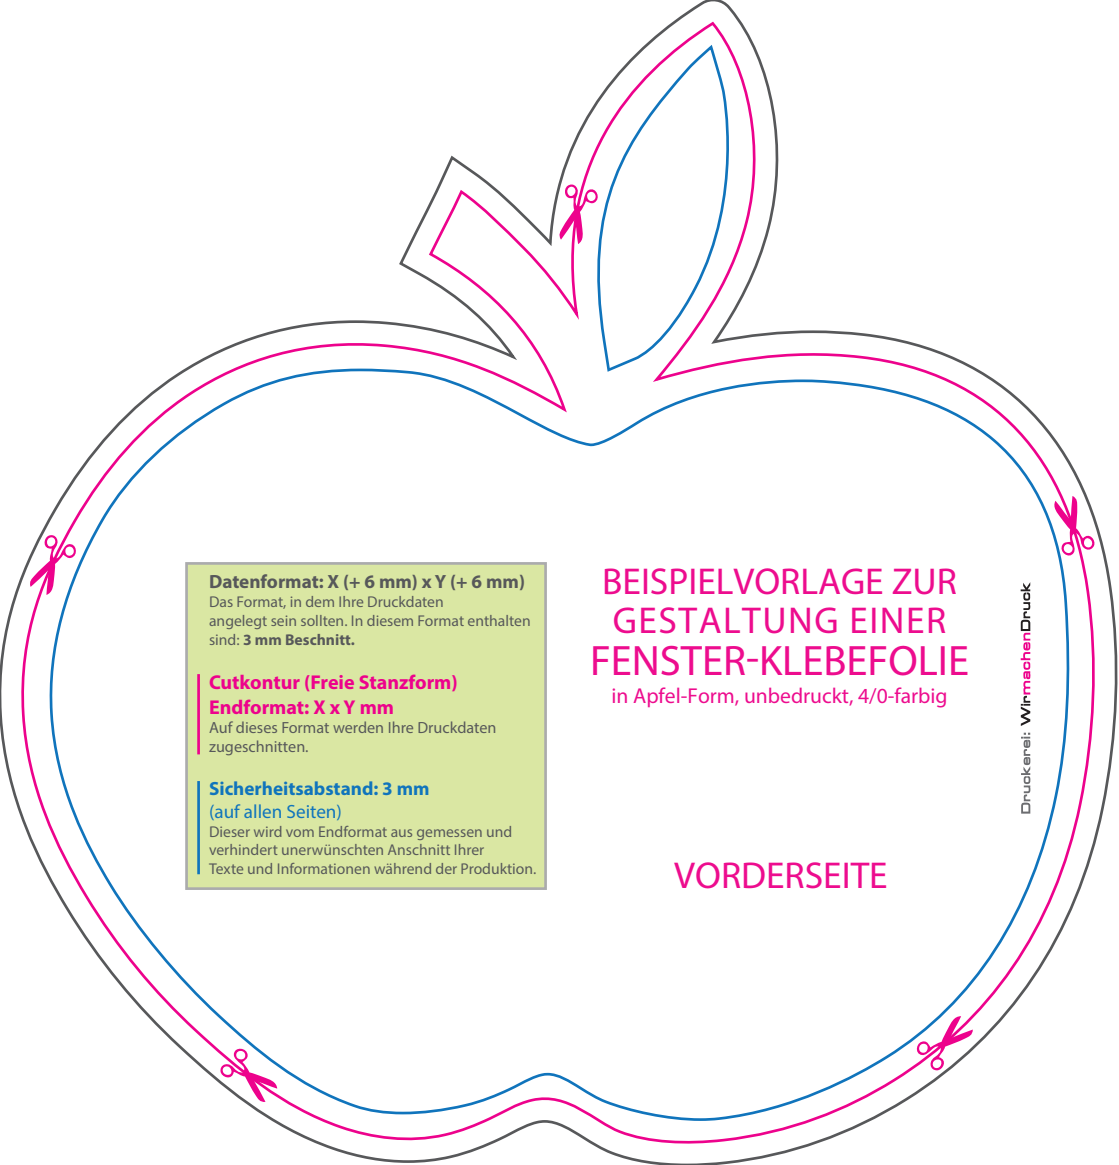 Datenformat: X (+ 6 mm) x Y (+ 6 mm)
Das Format, in dem Ihre Druckdaten
angelegt sein sollten. In diesem Format enthalten
sind: 3 mm Beschnitt.
Cutkontur (Freie Stanzform)
Endformat: X x Y mm
Auf dieses Format werden Ihre Druckdaten
zugeschnitten.
Sicherheitsabstand: 3 mm
(auf allen Seiten)
Dieser wird vom Endformat aus gemessen und
verhindert unerwünschten Anschnitt Ihrer
Texte und Informationen während der Produktion.
BEISPIELVORLAGE ZUR
GESTALTUNG EINER
FENSTER-KLEBEFOLIE
in Apfel-Form, unbedruckt, 4/0-farbig
VORDERSEITE
Druckerei: WirmachenDruck